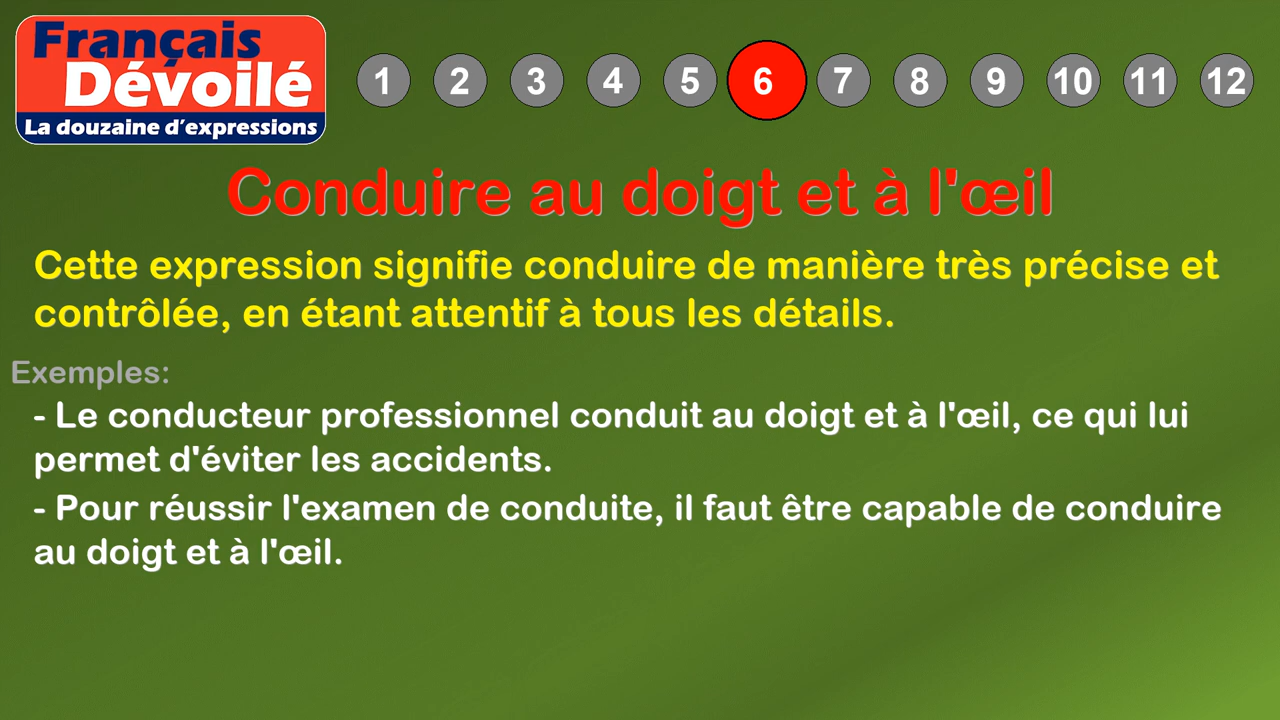 Français
Dévoilé
La douzaine d’expressions
1 2 3 4 5 6 7 8 9 10 11 12
Conduire au doigt et à l'œil
Cette expression signifie conduire de manière très précise et
contrôlée, en étant attentif à tous les détails.
Exemples:
- Le conducteur professionnel conduit au doigt et à l'œil, ce qui lui
permet d'éviter les accidents.
- Pour réussir l'examen de conduite, il faut être capable de conduire
au doigt et à l'œil.